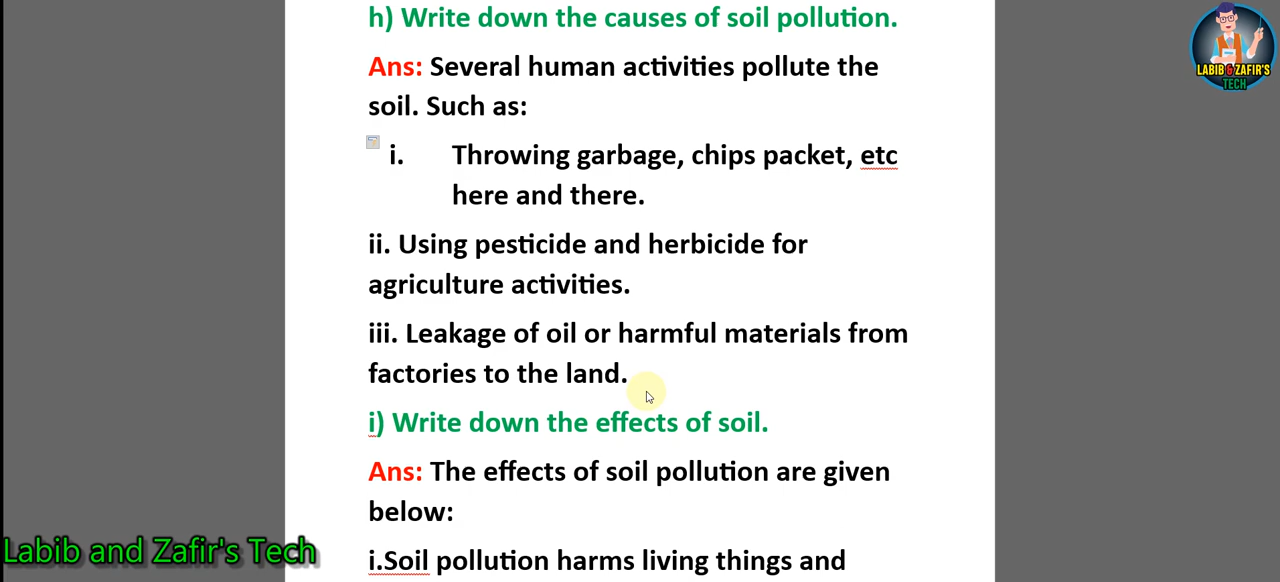 h) Write down the causes of soil pollution.
Ans: Several human activities pollute the
soil. Such as:
i. Throwing garbage, chips packet, etc
here and there.
ii. Using pesticide and herbicide for
agriculture activities.
iii. Leakage of oil or harmful materials from
factories to the land.
i) Write down the effects of soil.
Ans: The effects of soil pollution are given
below:
i.Soil pollution harms living things and
LABIB & ZAFIR'S
TECH
Labib and Zafir's Tech